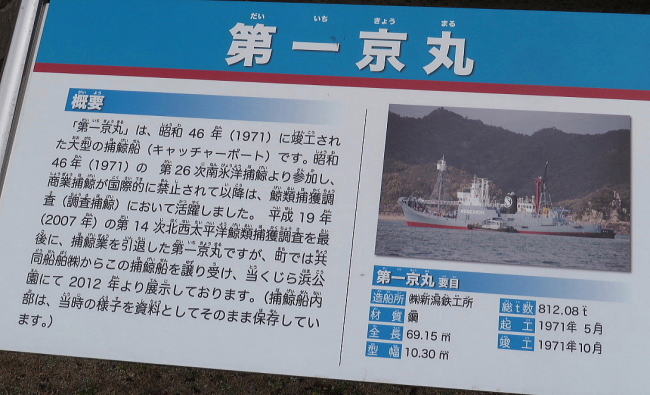 だい いち きょう まる
第一京丸
がい よう
概要
「第一京丸」は、昭和 46 年（1971）に竣工され
た大型の捕鯨船（キャッチャーボート）です。昭和
46 年（1971）の 第 26 次南氷洋捕鯨より参加し、
商業捕鯨が国際的に禁止されて以降は、鯨類捕獲調
査（調査捕鯨）において活躍しました。 平成 19 年
（2007 年）の第 14 次北西太平洋鯨類捕獲調査を最
後に、捕鯨業を引退した第一京丸ですが、町では共
同船舶㈱からこの捕鯨船を譲り受け、当くじら浜公
園にて 2012 年より展示しております。（捕鯨船内
部は、当時の様子を資料としてそのまま保存してい
ます。）
RESEARCH
第一京丸 要目
造船所 ㈱新潟鉄工所
材質 鋼
全長 69.15 ㎡
型幅 10.30 ㎡
総t数 812.08 t
起工 1971年 5月
竣工 1971年10月